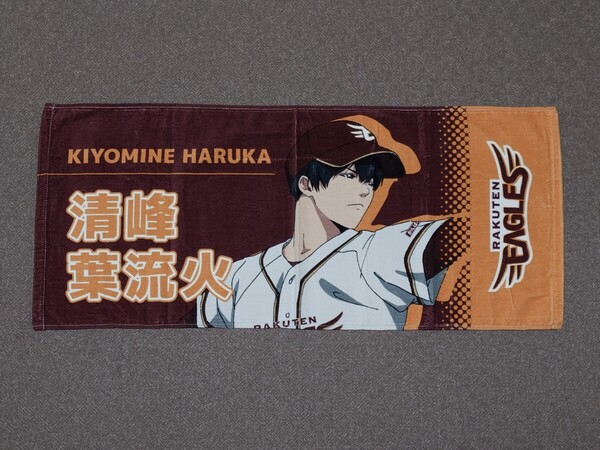 KIYOMINE HARUKA
清峰
葉流火
RAKUTEN
RAKUTEN
EAGLES